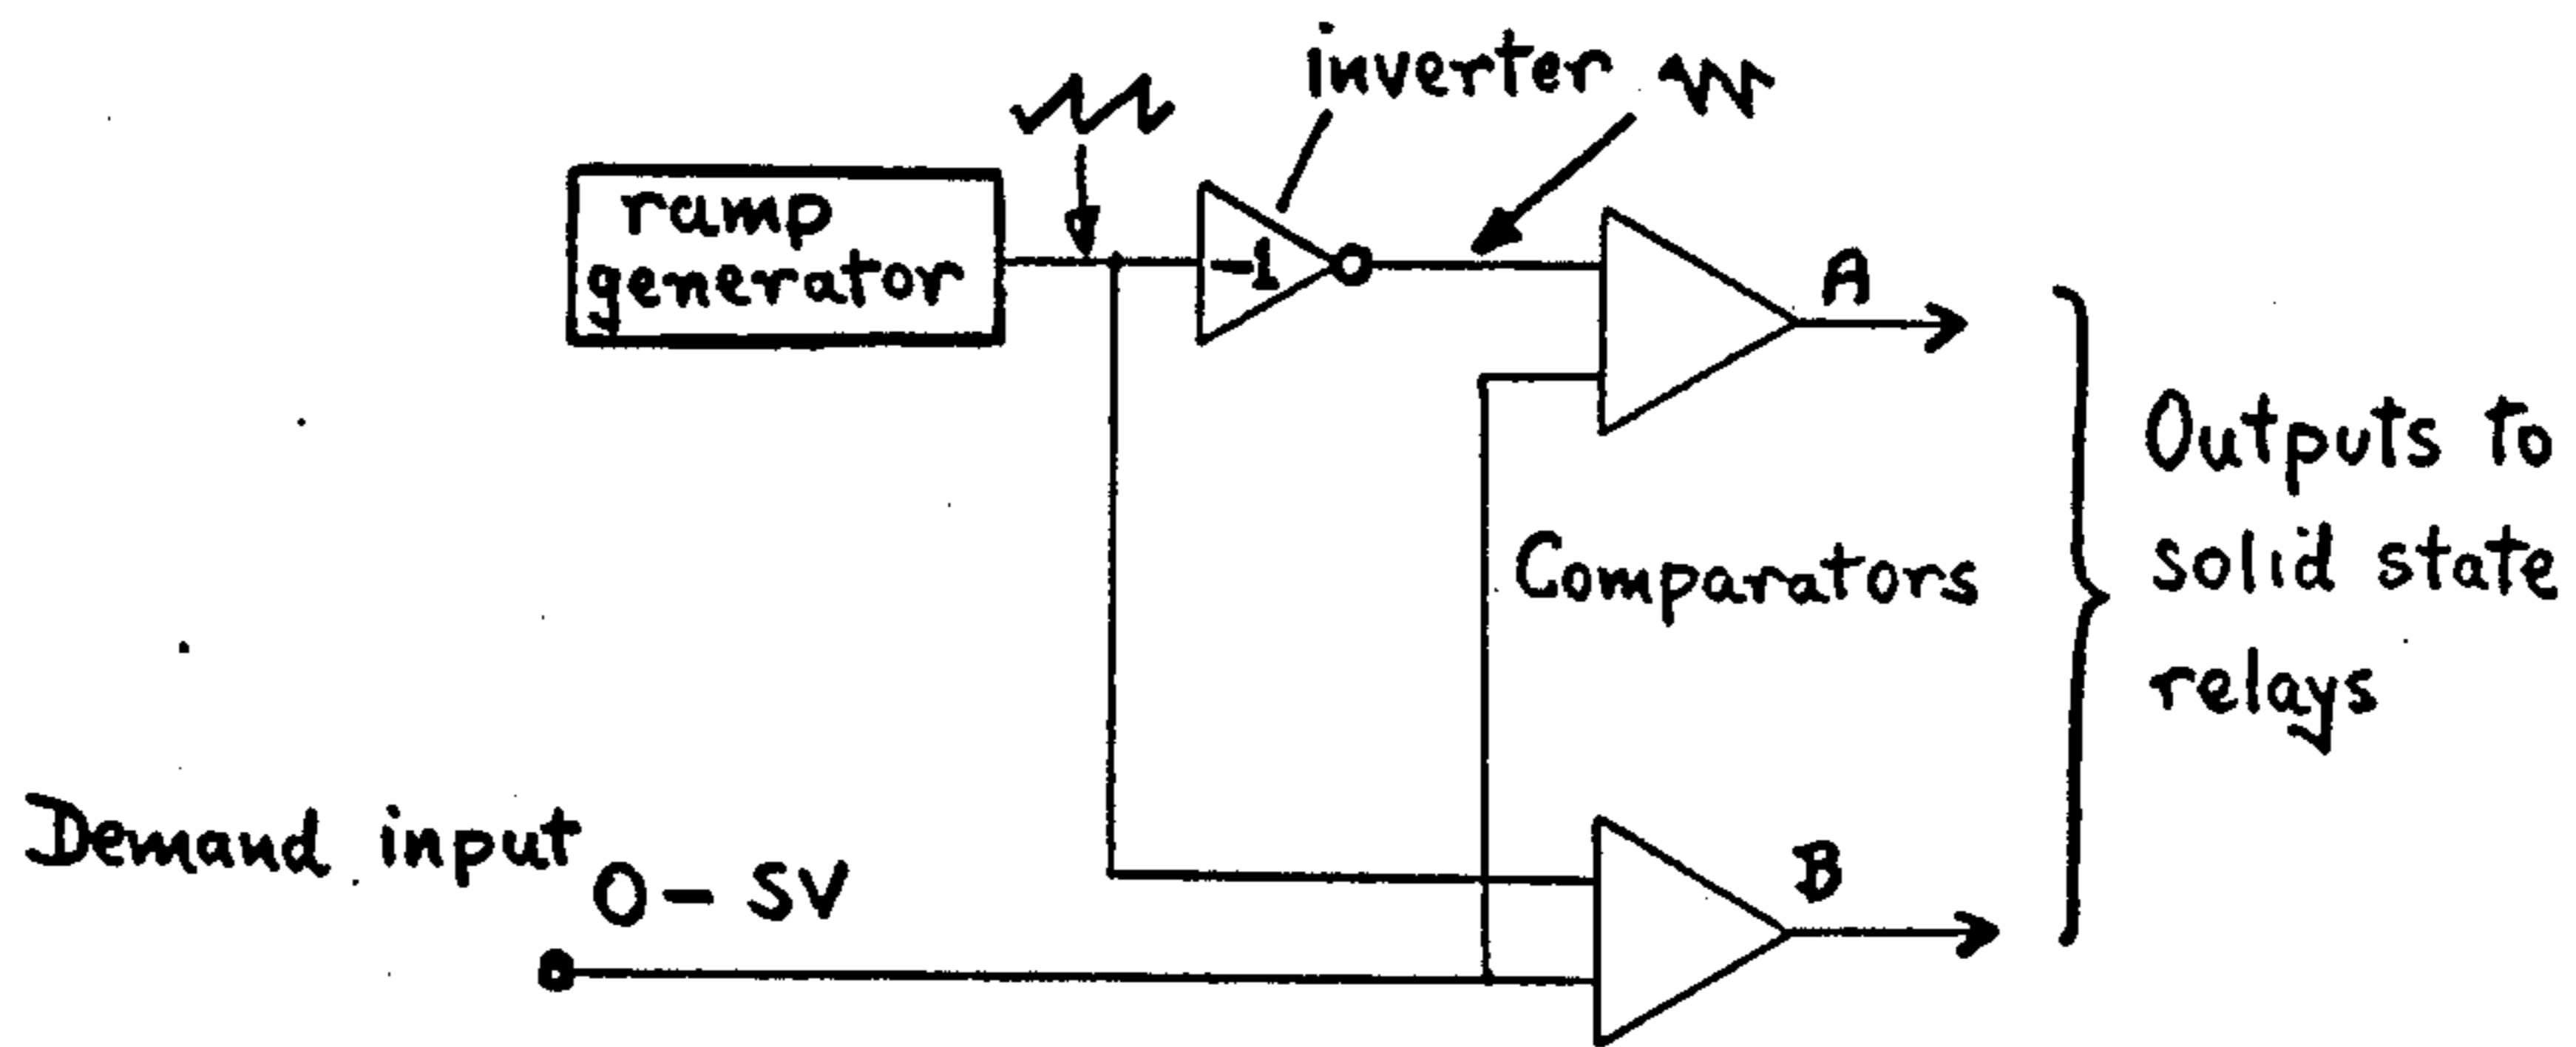 inverter
ramp
generator
-1
A
Outputs to
solid state
relays
Comparators
Demand input
0 - 5V
B